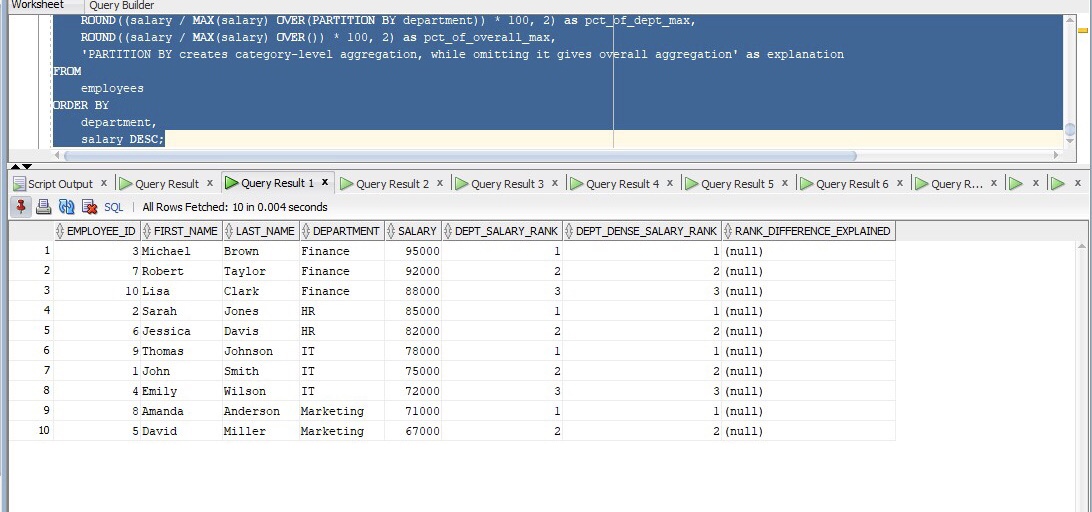 Worksheet Query Builder
ROUND((salary / MAX(salary) OVER(PARTITION BY department)) * 100, 2) as pct_of_dept_max,
ROUND((salary / MAX(salary) OVER()) * 100, 2) as pct_of_overall_max,
'PARTITION BY creates category-level aggregation, while omitting it gives overall aggregation' as explanation
FROM
employees
ORDER BY
department,
salary DESC;
Script Output x Query Result x Query Result 1 x Query Result 2 x Query Result 3 x Query Result 4 x Query Result 5 x Query Result 6 x Query R... x x x
SQL | All Rows Fetched: 10 in 0.004 seconds
EMPLOYEE_ID FIRST_NAME LAST_NAME DEPARTMENT SALARY DEPT_SALARY_RANK DEPT_DENSE_SALARY_RANK RANK_DIFFERENCE_EXPLAINED
1 3 Michael Brown Finance 95000 1 1 (null)
2 7 Robert Taylor Finance 92000 2 2 (null)
3 10 Lisa Clark Finance 88000 3 3 (null)
4 2 Sarah Jones HR 85000 1 1 (null)
5 6 Jessica Davis HR 82000 2 2 (null)
6 9 Thomas Johnson IT 78000 1 1 (null)
7 1 John Smith IT 75000 2 2 (null)
8 4 Emily Wilson IT 72000 3 3 (null)
9 8 Amanda Anderson Marketing 71000 1 1 (null)
10 5 David Miller Marketing 67000 2 2 (null)